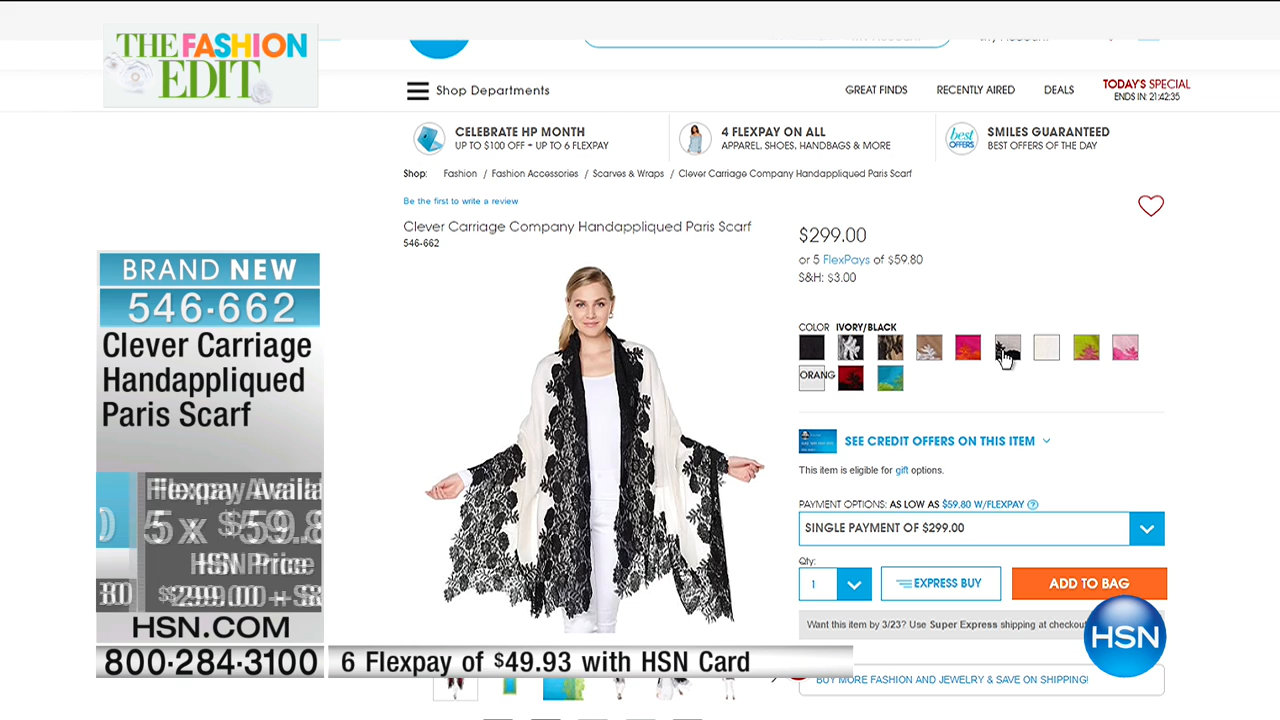 THE FASHION
EDIT
Shop Departments
GREAT FINDS
RECENTLY AIRED
DEALS
TODAY'S SPECIAL
ENDS IN: 21:42:35
CELEBRATE HP MONTH
UP TO $100 OFF + UP TO 6 FLEXPAY
4 FLEXPAY ON ALL
APPAREL, SHOES, HANDBAGS & MORE
best
OFFERS
SMILES GUARANTEED
BEST OFFERS OF THE DAY
Shop: Fashion / Fashion Accessories / Scarves & Wraps / Clever Carriage Company Handappliqued Paris Scarf
Be the first to write a review
Clever Carriage Company Handappliqued Paris Scarf
546-662
$299.00
or 5 FlexPays of $59.80
S&H: $3.00
COLOR IVORY/BLACK
ORANG
SEE CREDIT OFFERS ON THIS ITEM
This item is eligible for gift options.
PAYMENT OPTIONS: AS LOW AS $59.80 W/FLEXPAY ?
SINGLE PAYMENT OF $299.00
Qty:
1
EXPRESS BUY
ADD TO BAG
Want this item by 3/23? Use Super Express shipping at checkout
BUY MORE FASHION AND JEWELRY & SAVE ON SHIPPING!
BRAND NEW
546-662
Clever Carriage
Handappliqued
Paris Scarf
5 x $59.8
HSN Price
HSN.COM
800-284-3100
6 Flexpay of $49.93 with HSN Card
HSN